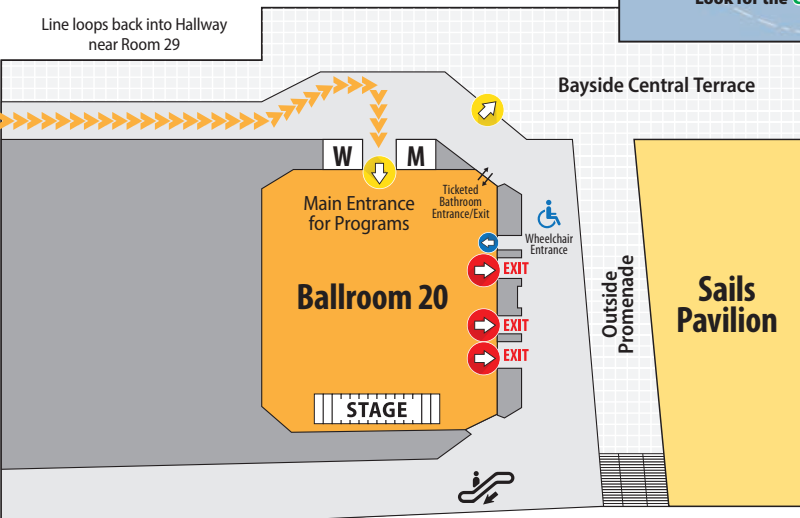 Look for the
Line loops back into Hallway
near Room 29
Bayside Central Terrace
W
M
Main Entrance
for Programs
Ticketed
Bathroom
Entrance/Exit
Wheelchair
Entrance
EXIT
Ballroom 20
EXIT
EXIT
Outside
Promenade
Sails
Pavilion
STAGE